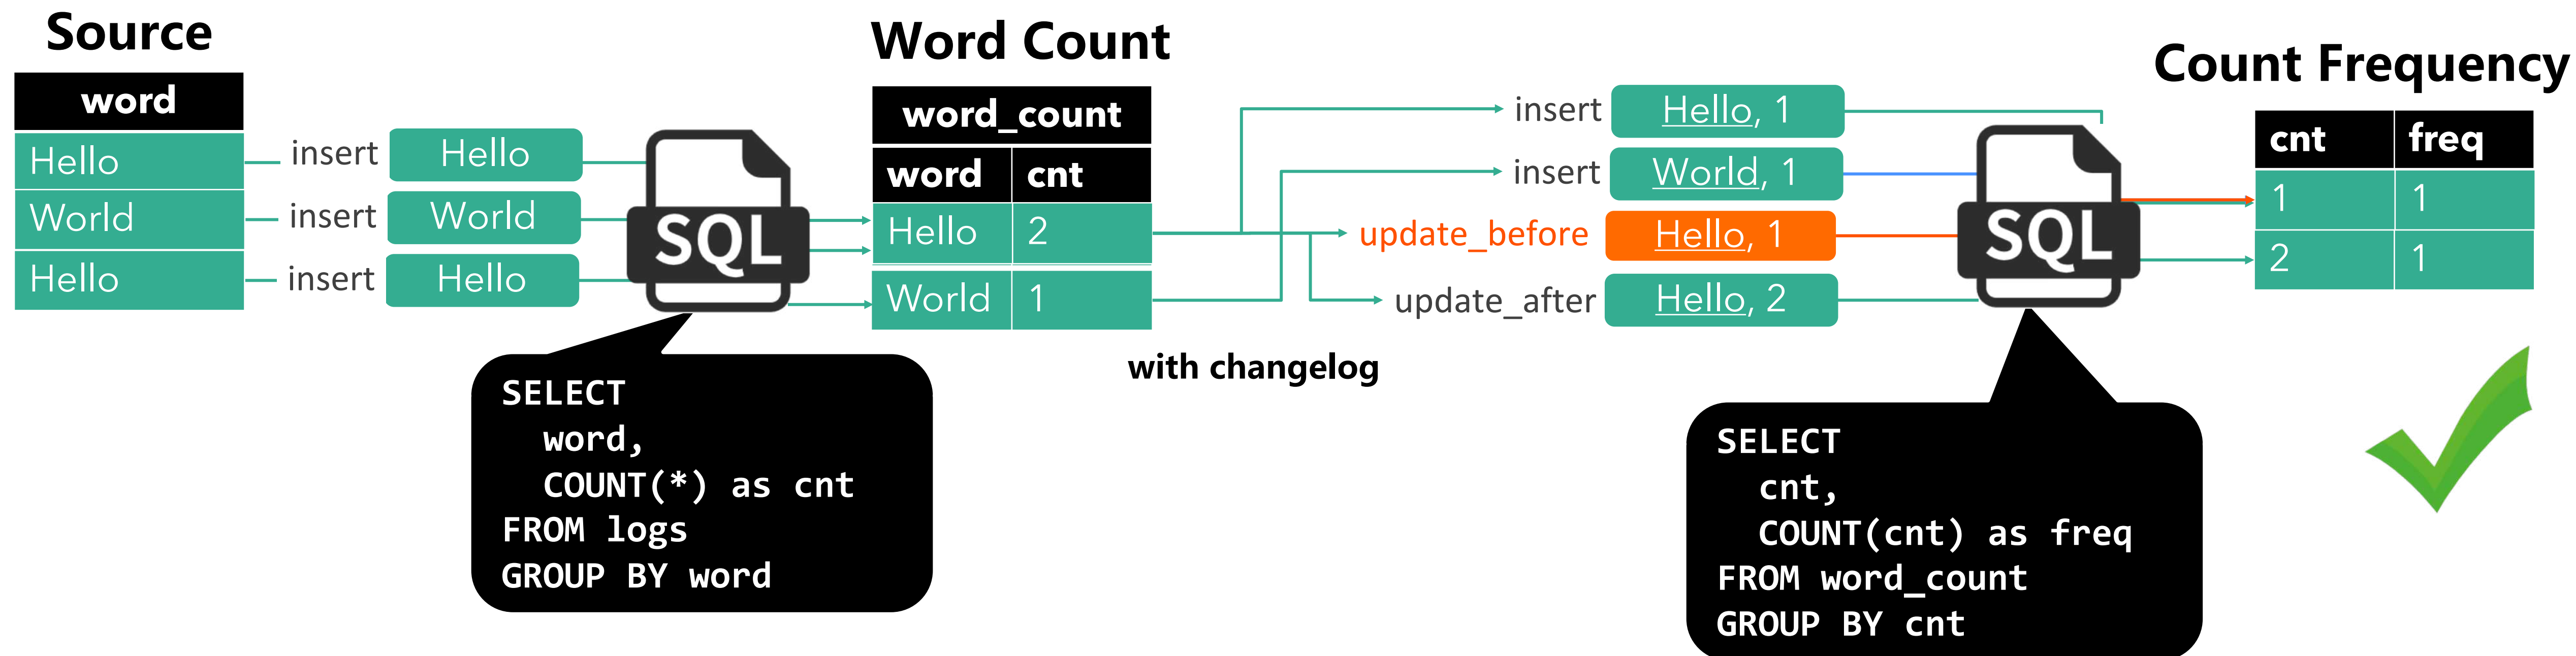 Source
word
Hello
World
Hello
insert
Hello
insert
World
insert
Hello
SQL
SELECT
word,
COUNT(*) as cnt
FROM logs
GROUP BY word
Word Count
word_count
word cnt
Hello 2
World 1
with changelog
insert
Hello, 1
insert
World, 1
update_before
Hello, 1
update_after
Hello, 2
SQL
SELECT
cnt,
COUNT(cnt) as freq
FROM word_count
GROUP BY cnt
Count Frequency
cnt freq
1 1
2 1